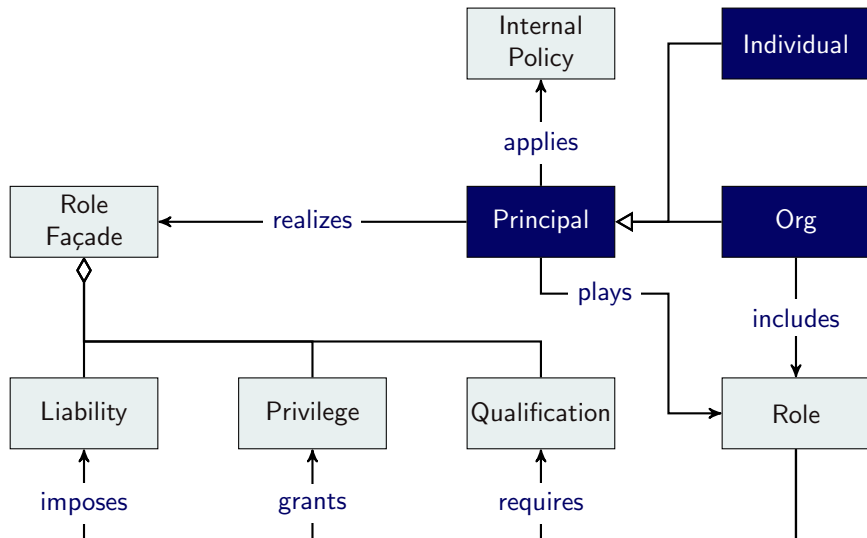 Internal
Policy
Individual
applies
Role
Façade
realizes
Principal
Org
plays
includes
Liability
Privilege
Qualification
Role
imposes
grants
requires